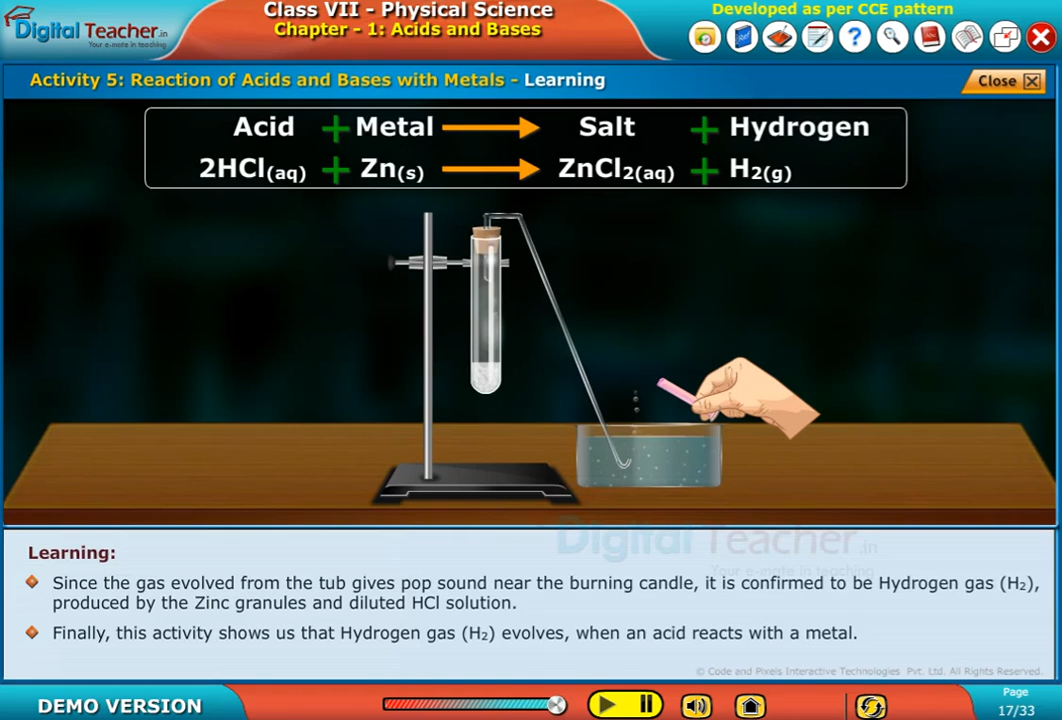 Digital Teacher.in
Your e-mate in teaching
Class VII - Physical Science
Chapter - 1: Acids and Bases
Developed as per CCE pattern
Activity 5: Reaction of Acids and Bases with Metals - Learning
Close
Acid + Metal → Salt + Hydrogen
2HCl(aq) + Zn(s) → ZnCl2(aq) + H2(g)
Digital Teacher.in
Your e-mate in teaching
Learning:
Since the gas evolved from the tub gives pop sound near the burning candle, it is confirmed to be Hydrogen gas (H₂),
produced by the Zinc granules and diluted HCl solution.
Finally, this activity shows us that Hydrogen gas (H₂) evolves, when an acid reacts with a metal.
© Code and Pixels Interactive Technologies Pvt. Ltd. All Rights Reserved.
DEMO VERSION
Page
17/33